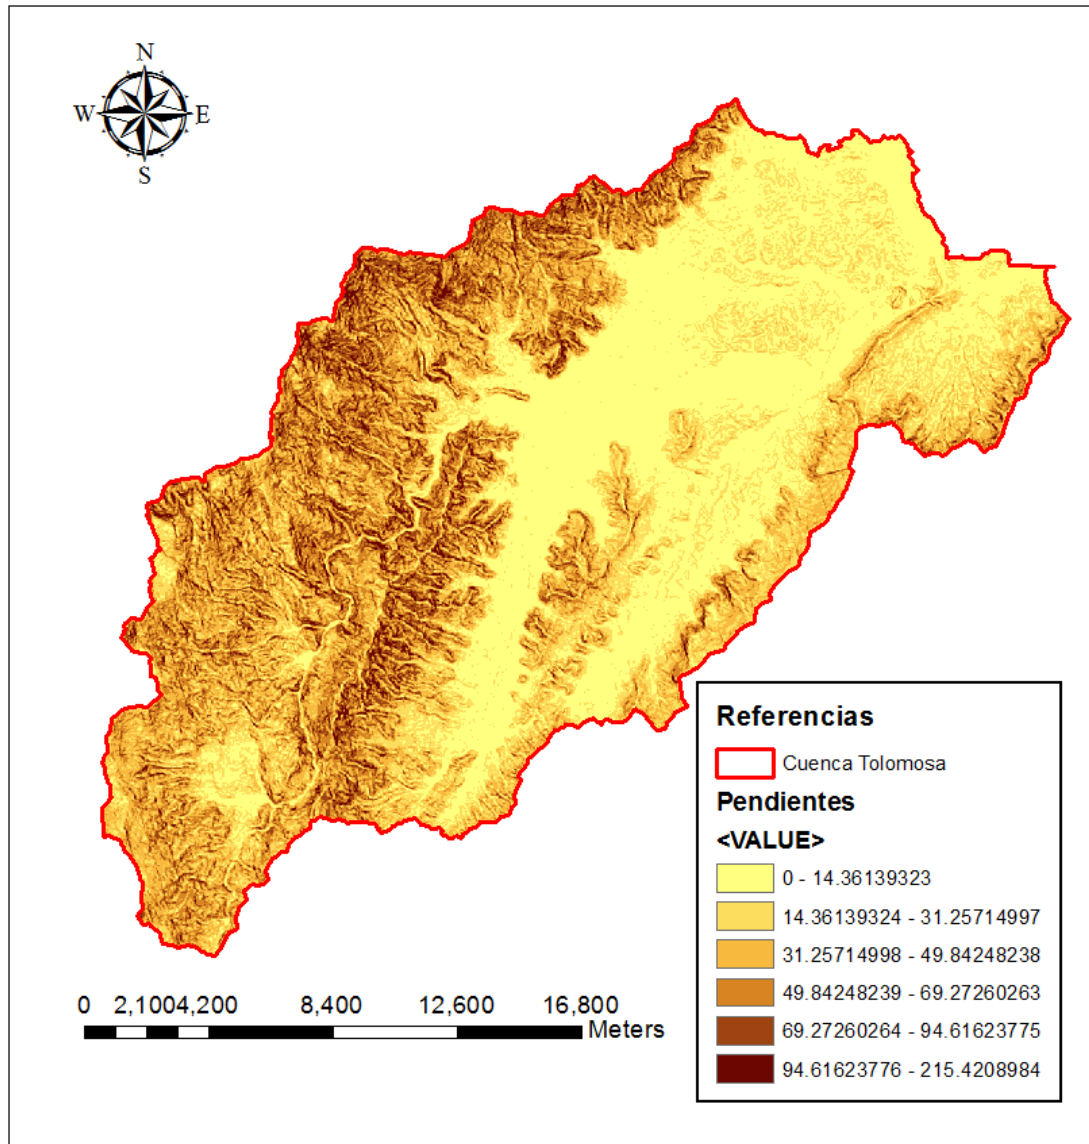 N
W E
S
Referencias
Cuenca Tolomosa
Pendientes
<VALUE>
0 - 14.36139323
14.36139324 - 31.25714997
31.25714998 - 49.84248238
49.84248239 - 69.27260263
69.27260264 - 94.61623775
94.61623776 - 215.4208984
0 2,100 4,200 8,400 12,600 16,800
Meters